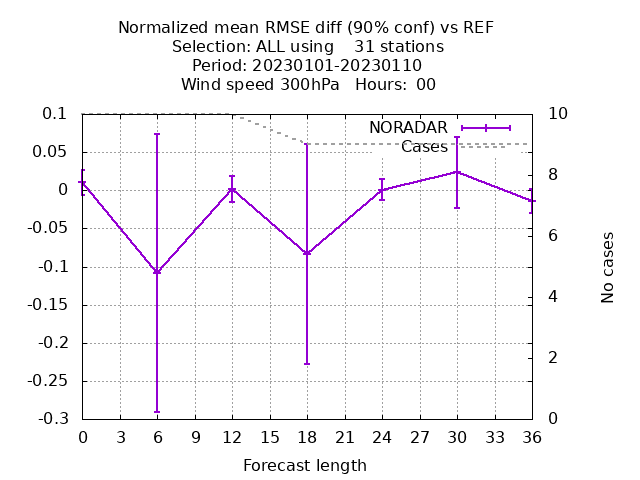 Normalized mean RMSE diff (90% conf) vs REF
Selection: ALL using    31 stations
Period: 20230101-20230110
Wind speed 300hPa   Hours:  00
NORADAR
Cases
0.1
0.05
0
-0.05
-0.1
-0.15
-0.2
-0.25
-0.3
10
8
6
4
2
0
No cases
0 3 6 9 12 15 18 21 24 27 30 33 36
Forecast length